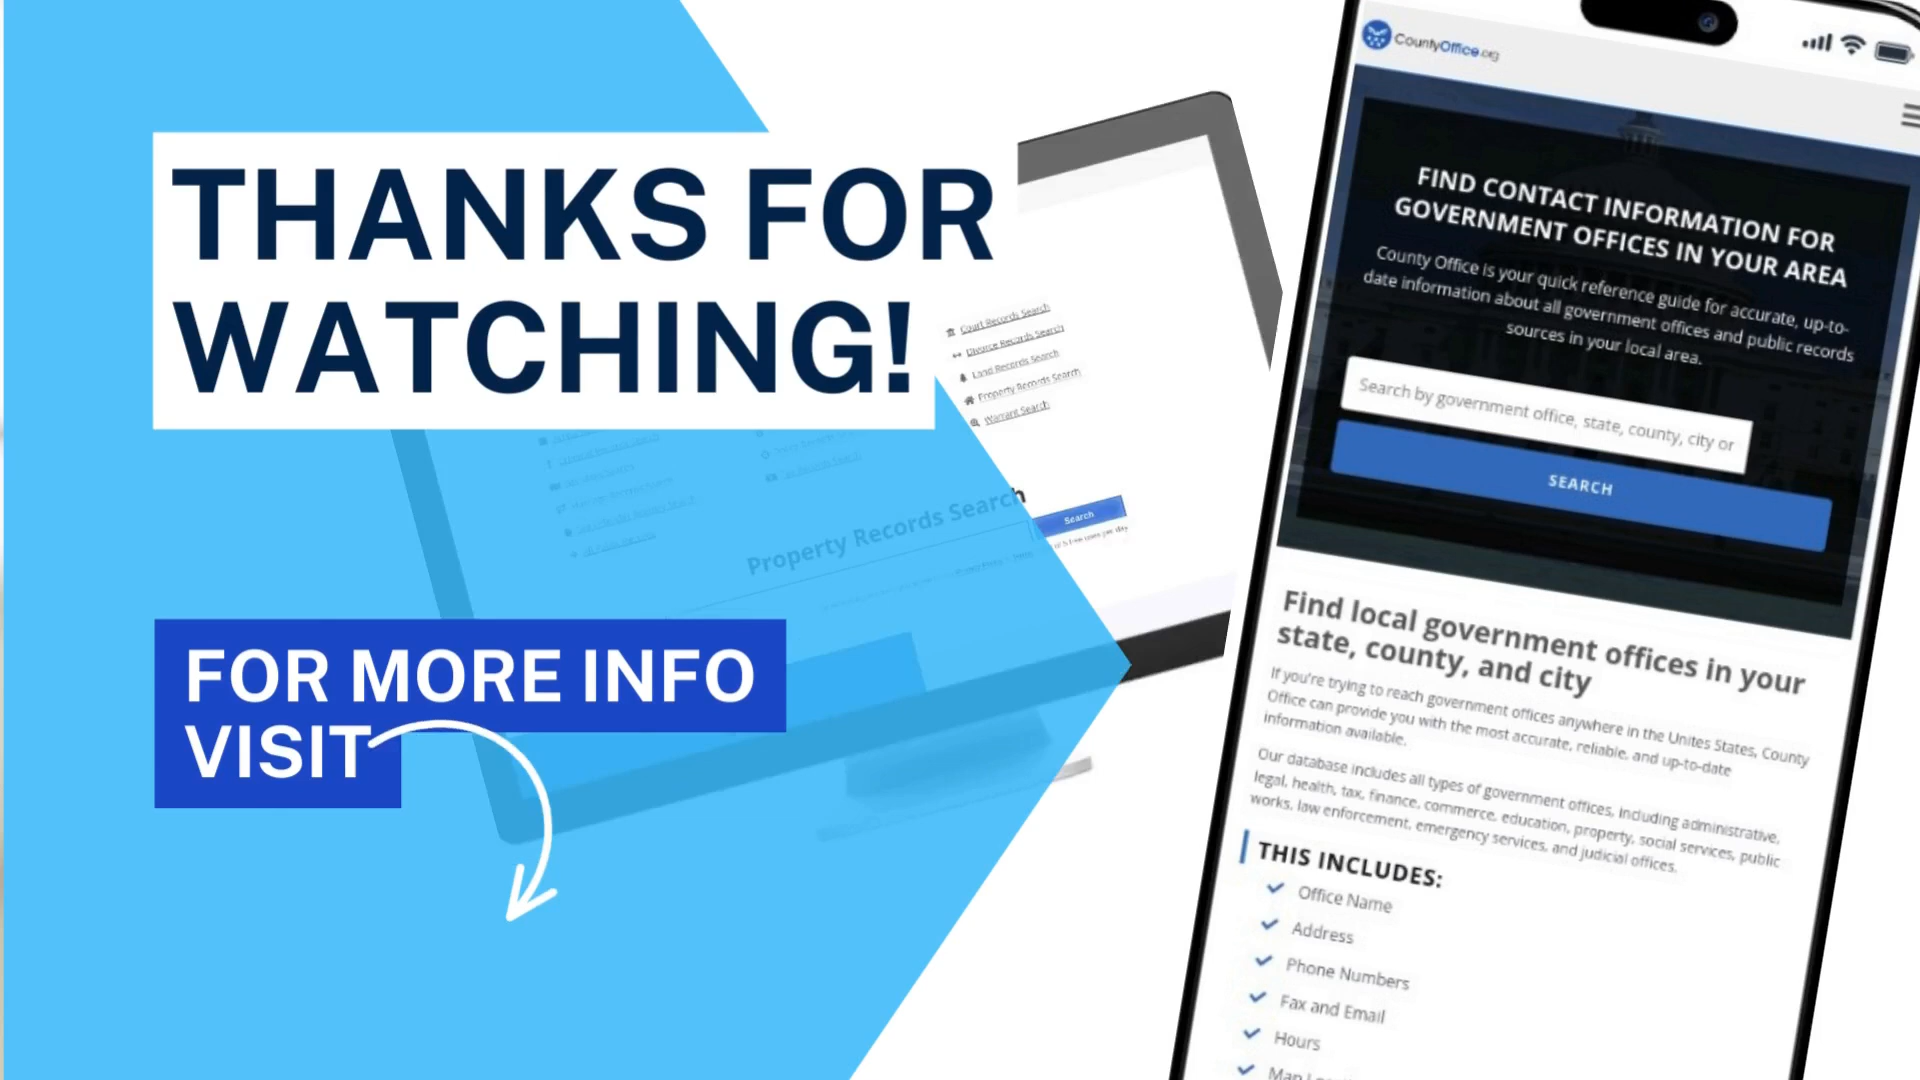 THANKS FOR
WATCHING!
FOR MORE INFO
VISIT
Court Records Search
Divorce Records Search
Land Records Search
Property Records Search
Warrant Search
Property Records Search
Search
CountyOffice.org
FIND CONTACT INFORMATION FOR
GOVERNMENT OFFICES IN YOUR AREA
County Office is your quick reference guide for accurate, up-to-
date information about all government offices and public records
sources in your local area.
Search by government office, state, county, city or
SEARCH
Find local government offices in your
state, county, and city
If you're trying to reach government offices anywhere in the Unites States, County
Office can provide you with the most accurate, reliable, and up-to-date
information available.
Our database includes all types of government offices, including administrative,
legal, health, tax, finance, commerce, education, property, social services, public
works, law enforcement, emergency services, and judicial offices.
THIS INCLUDES:
Office Name
Address
Phone Numbers
Fax and Email
Hours